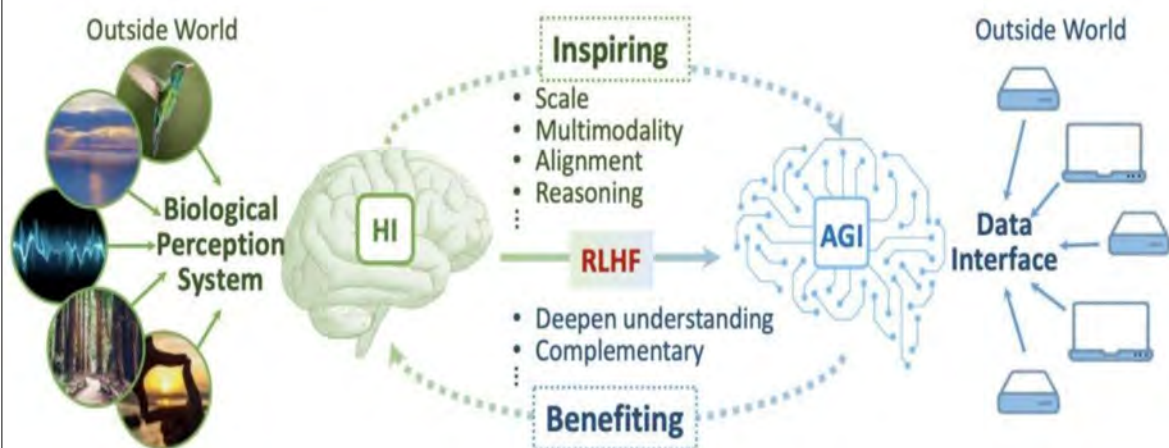 Outside World
Biological
Perception
System
HI
Inspiring
• Scale
• Multimodality
• Alignment
• Reasoning
⋮
RLHF
• Deepen understanding
• Complementary
⋮
Benefiting
AGI
Outside World
Data
Interface